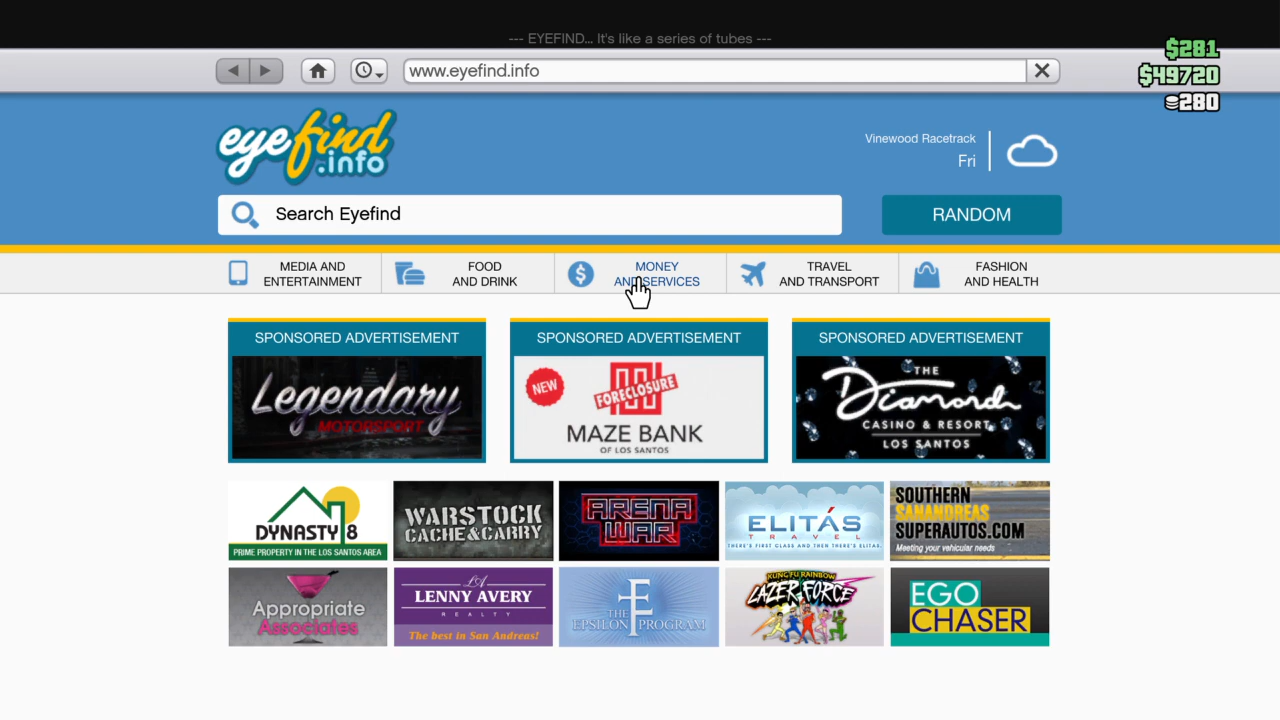 --- EYEFIND... It's like a series of tubes ---
$281
www.eyefind.info
$49720
280
eyefind
.info
Vinewood Racetrack
Fri
Search Eyefind
RANDOM
MEDIA AND
ENTERTAINMENT
FOOD
AND DRINK
MONEY
AND SERVICES
TRAVEL
AND TRANSPORT
FASHION
AND HEALTH
SPONSORED ADVERTISEMENT
Legendary
MOTORSPORT
SPONSORED ADVERTISEMENT
NEW
FORECLOSURE
MAZE BANK
OF LOS SANTOS
SPONSORED ADVERTISEMENT
THE
Diamond
CASINO & RESORT
LOS SANTOS
DYNASTY 8
PRIME PROPERTY IN THE LOS SANTOS AREA
WARSTOCK
CACHE & CARRY
ARENA
WAR
ELITÁS
TRAVEL
THERE'S FIRST CLASS AND THEN THERE'S ELITAS.
SOUTHERN
SANANDREAS
SUPERAUTOS.COM
Meeting your vehicular needs
Appropriate
Associates
LA
LENNY AVERY
REALTY
The best in San Andreas!
THE
EPSILON PROGRAM
KUNG FU RAINBOW
LAZER FORCE
EGO
CHASER